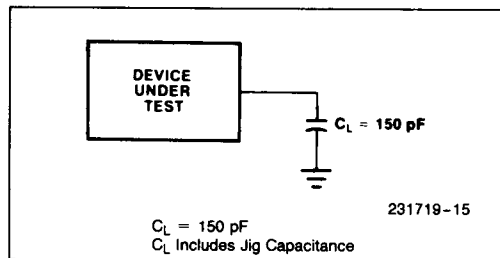 DEVICE
UNDER
TEST
C_L = 150 pF
231719-15
C_L = 150 pF
C_L Includes Jig Capacitance